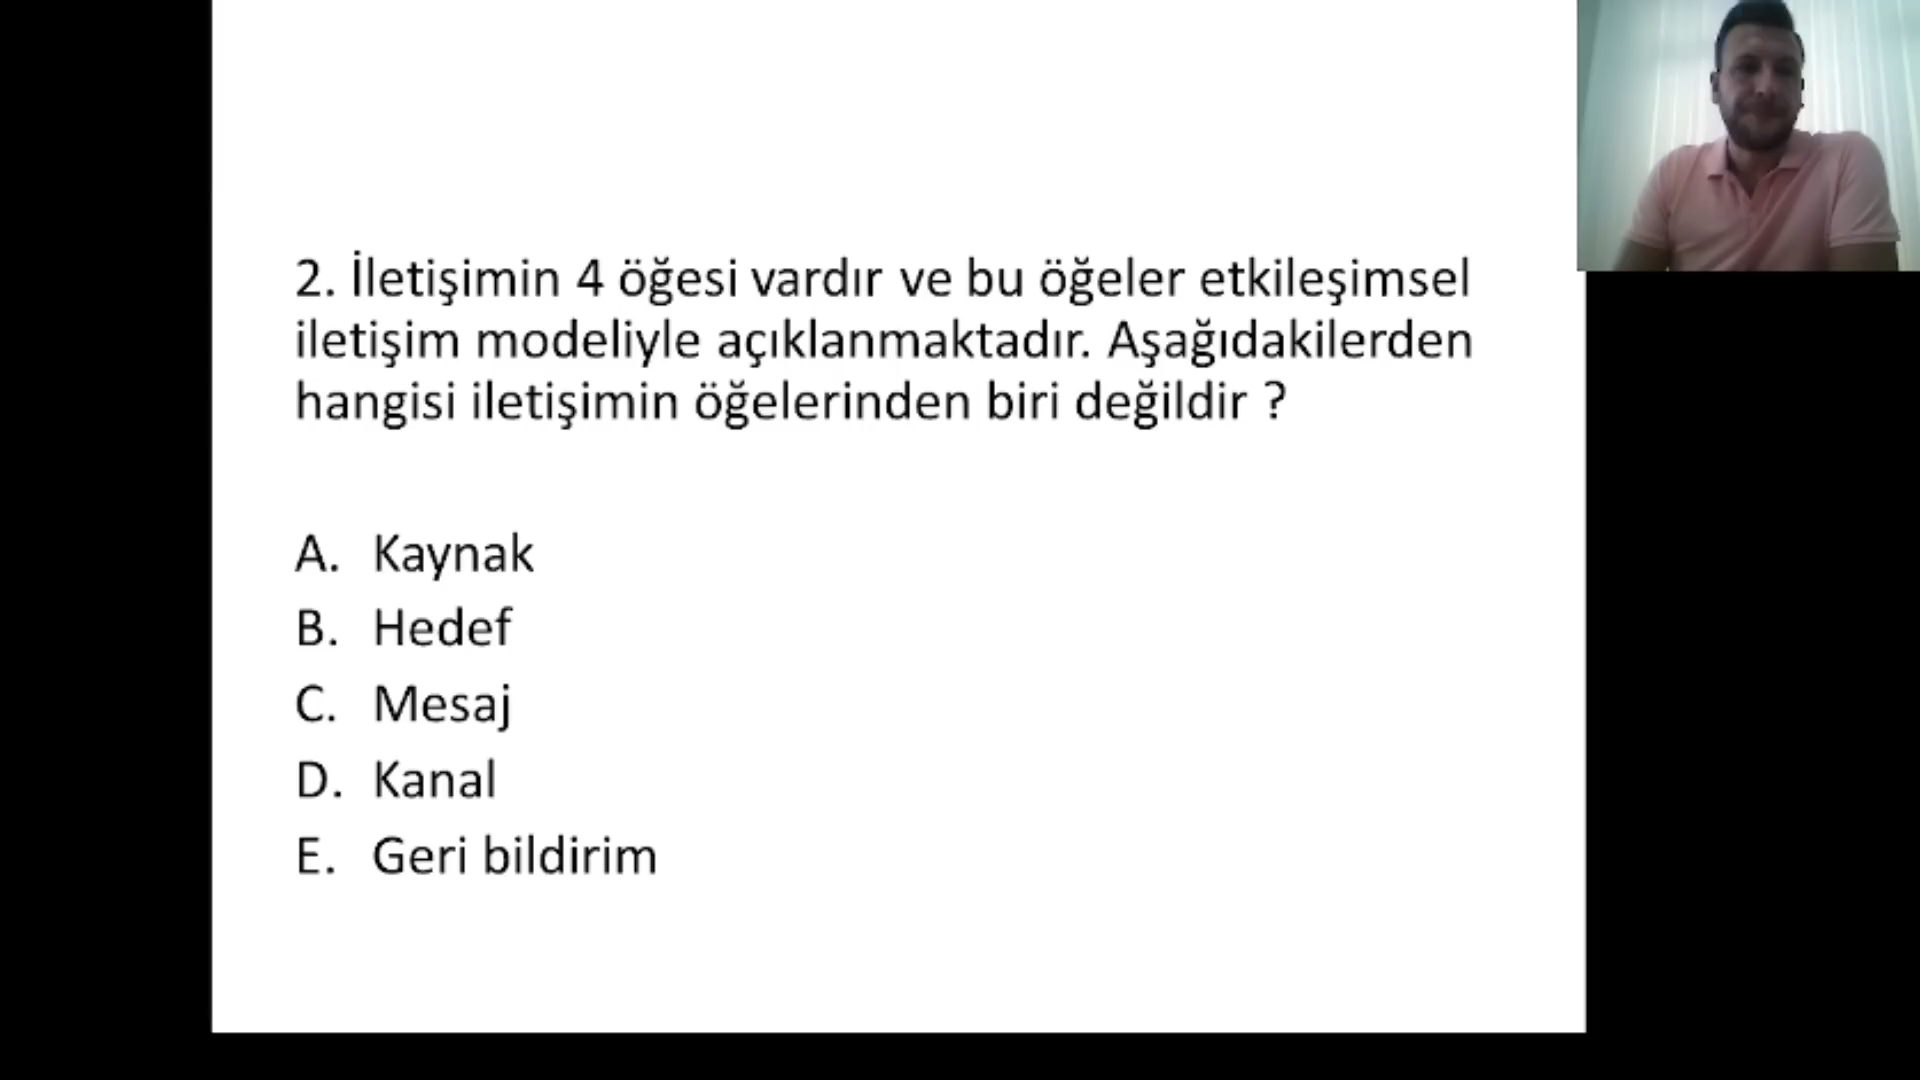 2. İletişimin 4 öğesi vardır ve bu öğeler etkileşimsel
iletişim modeliyle açıklanmaktadır. Aşağıdakilerden
hangisi iletişimin öğelerinden biri değildir ?
A. Kaynak
B. Hedef
C. Mesaj
D. Kanal
E. Geri bildirim